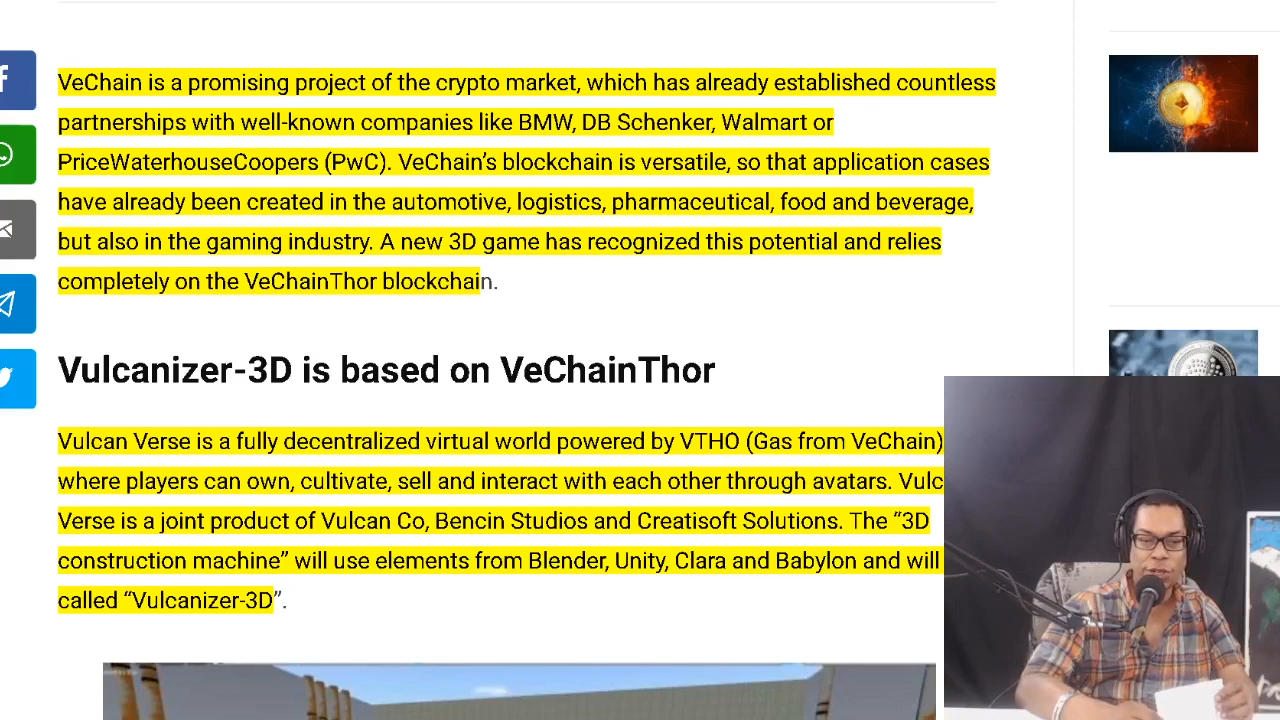 VeChain is a promising project of the crypto market, which has already established countless
partnerships with well-known companies like BMW, DB Schenker, Walmart or
PriceWaterhouseCoopers (PwC). VeChain’s blockchain is versatile, so that application cases
have already been created in the automotive, logistics, pharmaceutical, food and beverage,
but also in the gaming industry. A new 3D game has recognized this potential and relies
completely on the VeChainThor blockchain.
Vulcanizer-3D is based on VeChainThor
Vulcan Verse is a fully decentralized virtual world powered by VTHO (Gas from VeChain)
where players can own, cultivate, sell and interact with each other through avatars. Vulc
Verse is a joint product of Vulcan Co, Bencin Studios and Creatisoft Solutions. The “3D
construction machine” will use elements from Blender, Unity, Clara and Babylon and will
called “Vulcanizer-3D”.